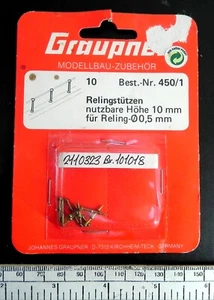 Graupner
MODELLBAU-ZUBEHÖR
10 Best.-Nr. 450/1
Relingstützen
nutzbare Höhe 10 mm
für Reling-Ø0,5 mm
2110323 Br. 101018
JOHANNES GRAUPNER D-7312 KIRCHHEIM-TECK GERMANY